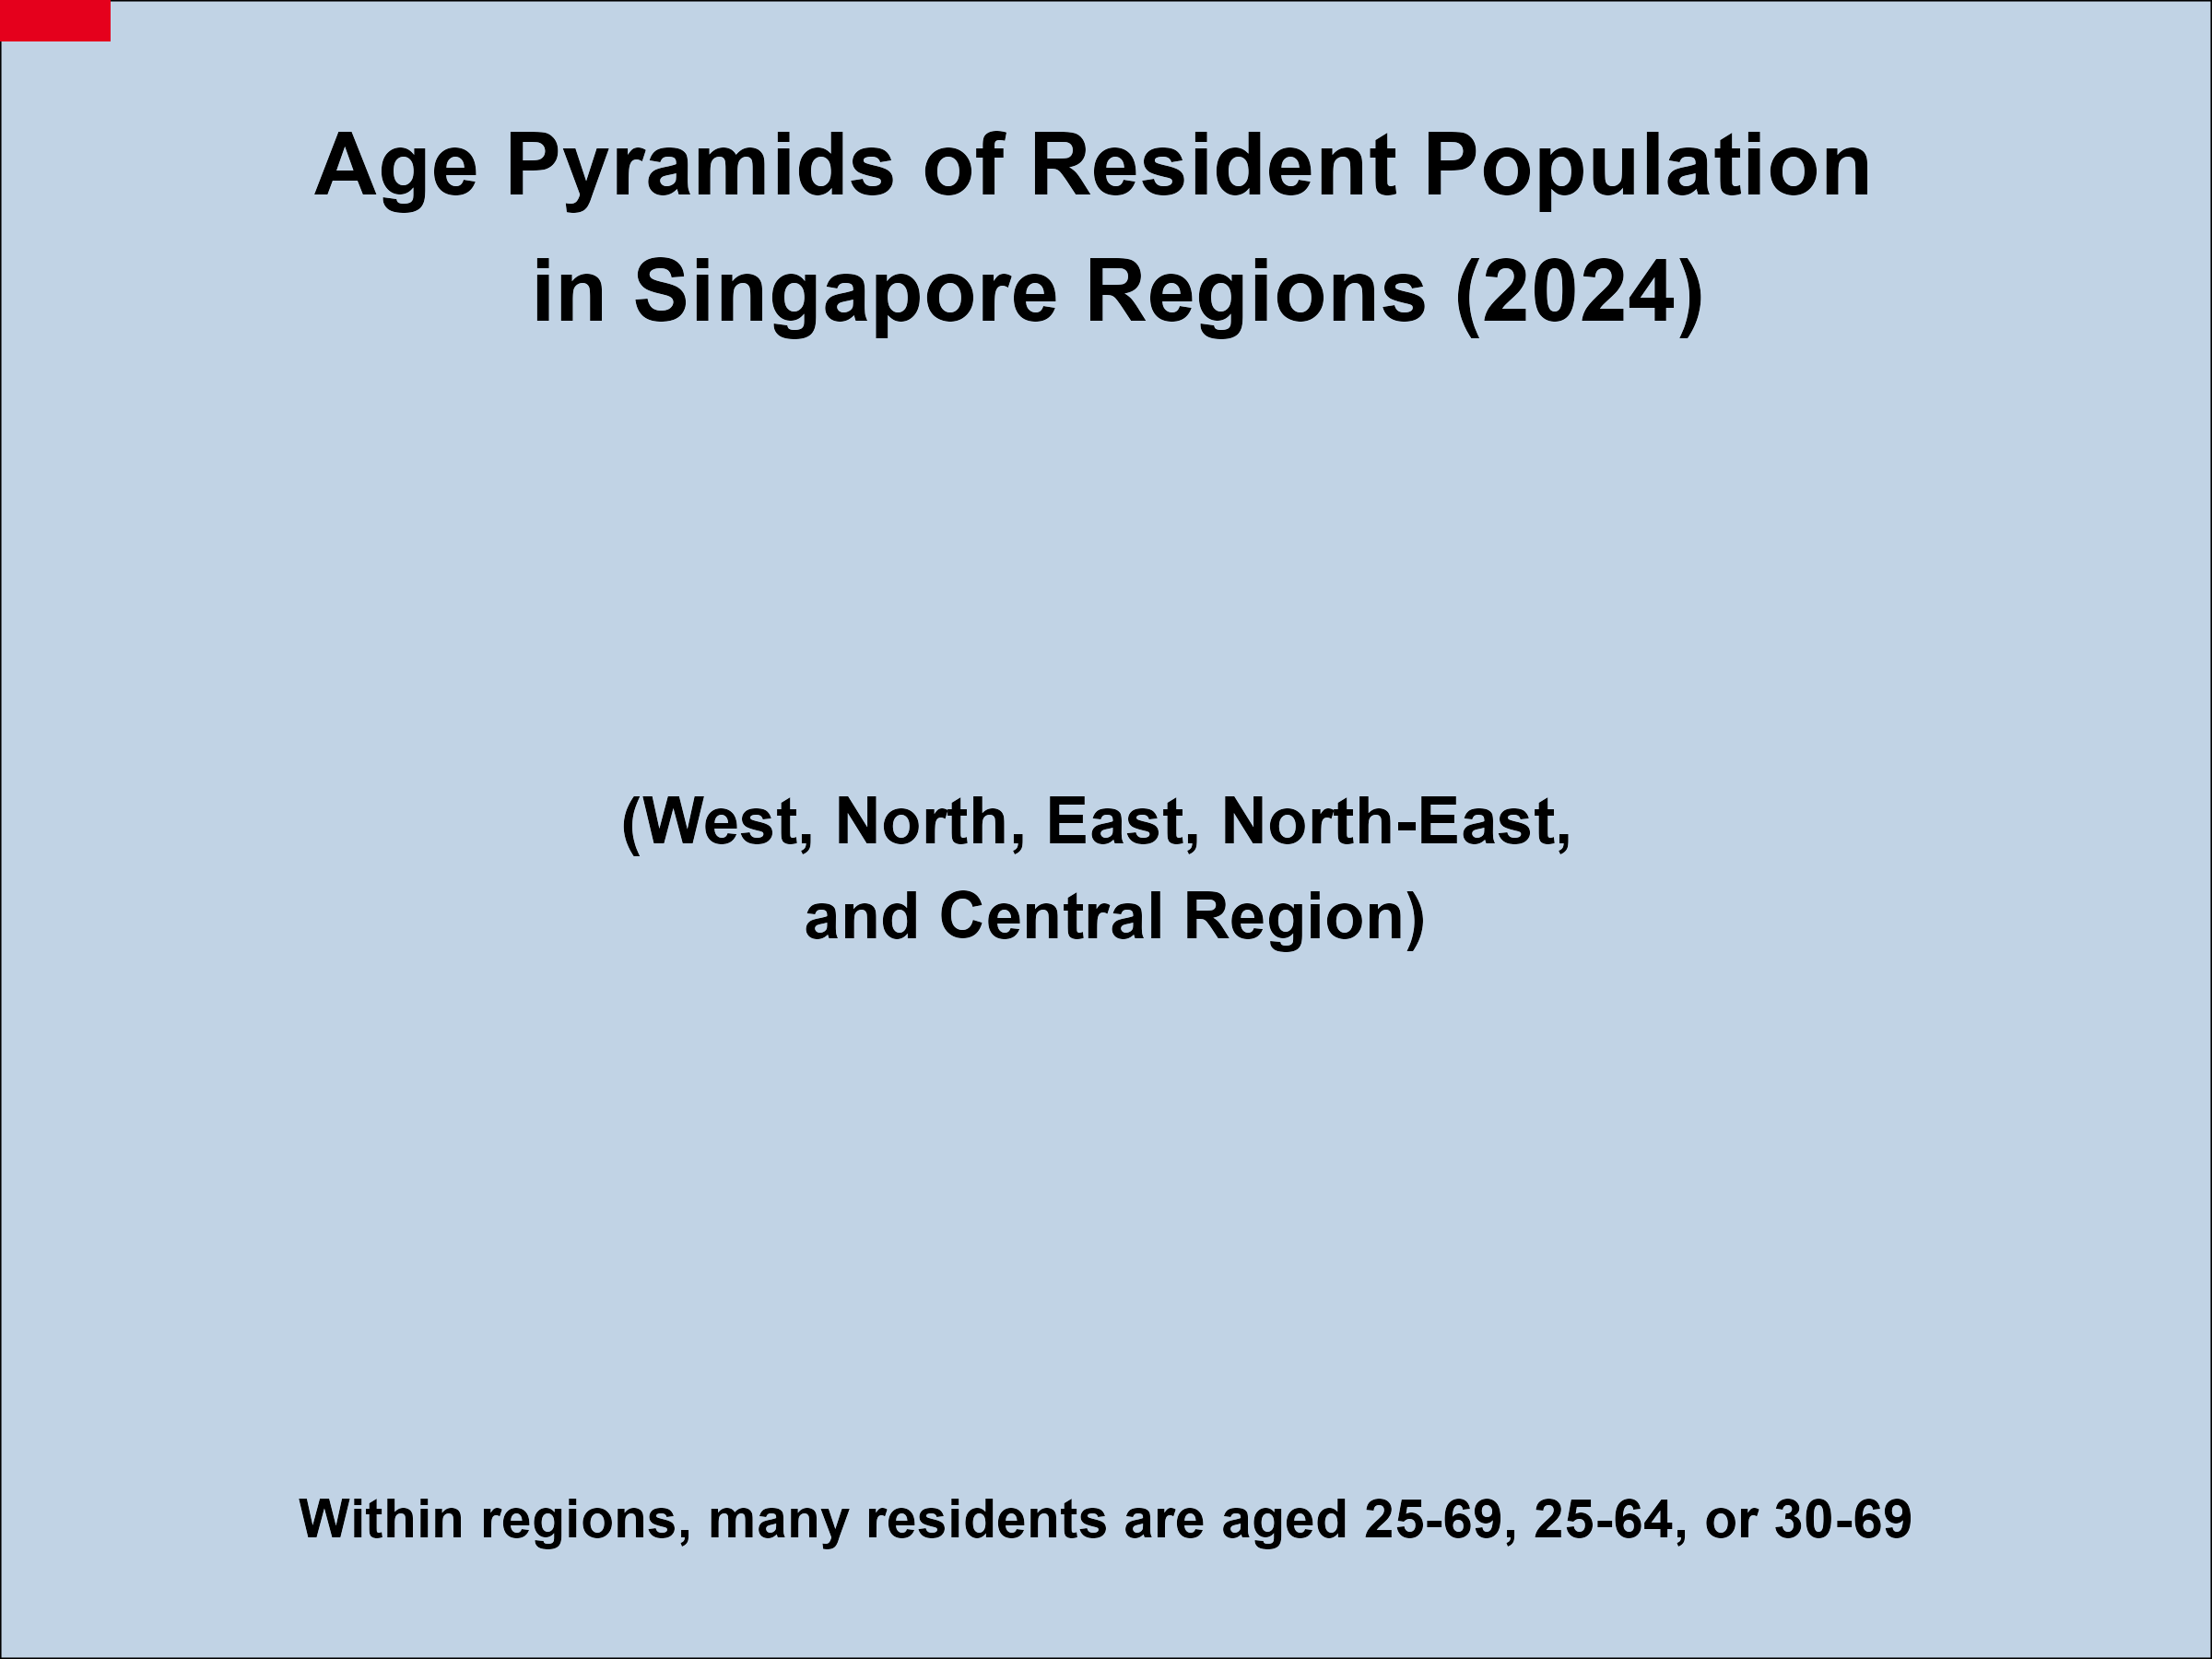 Age Pyramids of Resident Population
in Singapore Regions (2024)
(West, North, East, North-East,
and Central Region)
Within regions, many residents are aged 25-69, 25-64, or 30-69